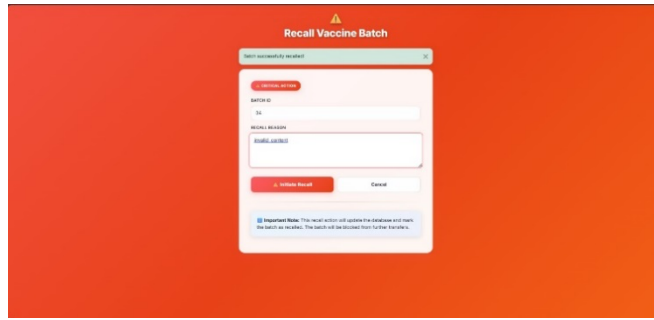 Recall Vaccine Batch
Batch successfully recalled!
CRITICAL ACTION
BATCH ID
34
RECALL REASON
invalid content
Initiate Recall
Cancel
Important Note: This recall action will update the database and mark
the batch as recalled. The batch will be blocked from further transfers.